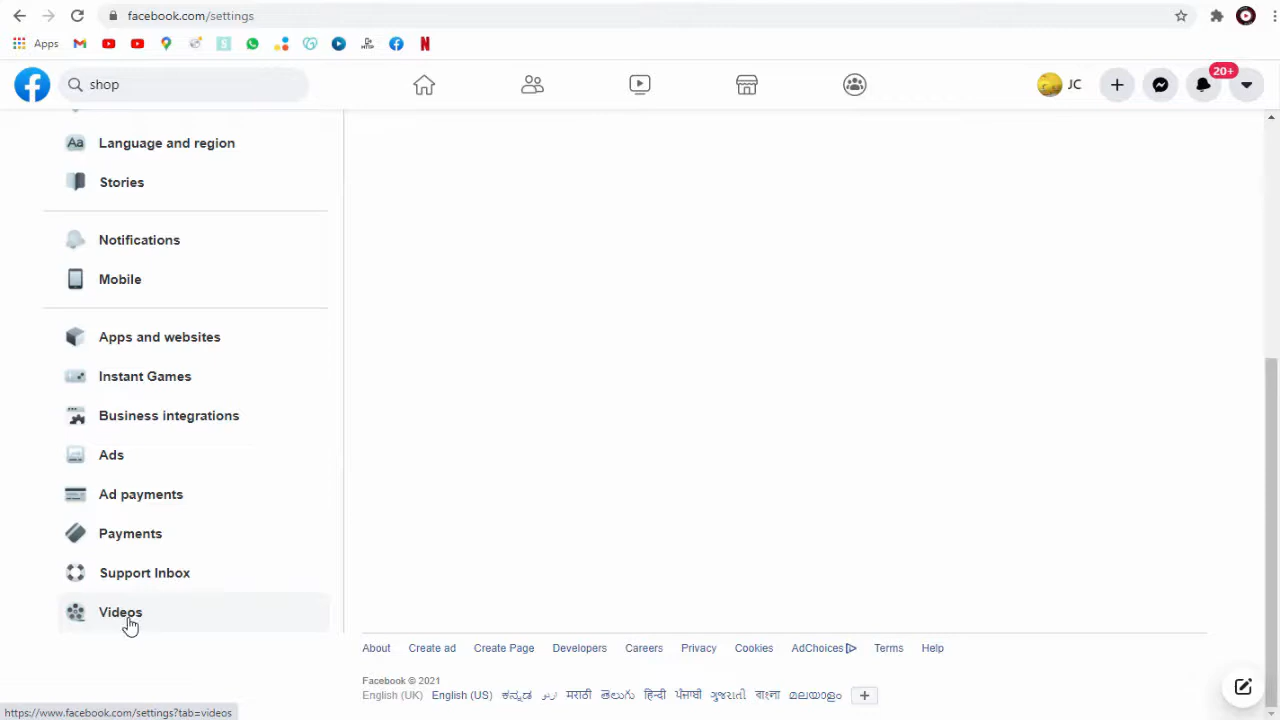 facebook.com/settings
Apps
shop
JC
20+
Language and region
Stories
Notifications
Mobile
Apps and websites
Instant Games
Business integrations
Ads
Ad payments
Payments
Support Inbox
Videos
About Create ad Create Page Developers Careers Privacy Cookies AdChoices Terms Help
Facebook © 2021
English (UK) English (US) ಕನ್ನಡ اردو मराठी తెలుగు हिन्दी ਪੰਜਾਬੀ ગુજરાતી বাংলা മലയാളം
https://www.facebook.com/settings?tab=videos